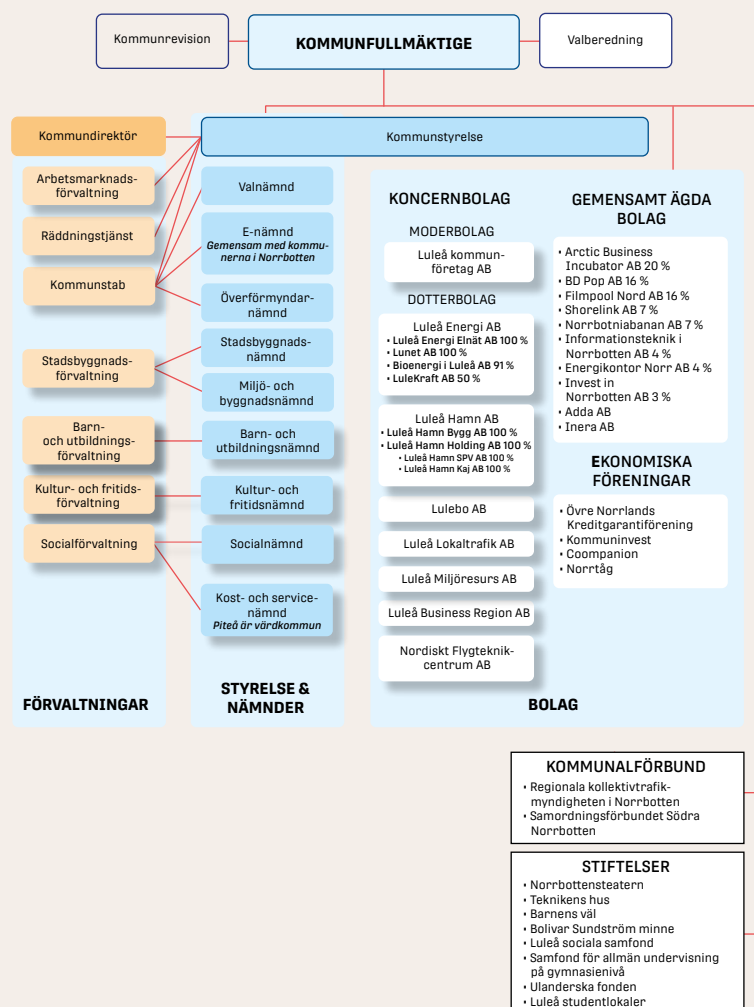 Kommunrevision
KOMMUNFULLMÄKTIGE
Valberedning
Kommundirektör
Kommunstyrelse
Arbetsmarknads-
förvaltning
Räddningstjänst
Kommunstab
Stadsbyggnads-
förvaltning
Barn-
och utbildnings-
förvaltning
Kultur- och fritids-
förvaltning
Socialförvaltning
FÖRVALTNINGAR
Valnämnd
E-nämnd
Gemensam med kommu-
nerna i Norrbotten
Överförmyndar-
nämnd
Stadsbyggnads-
nämnd
Miljö- och
byggnadsnämnd
Barn- och
utbildningsnämnd
Kultur- och
fritidsnämnd
Socialnämnd
Kost- och service-
nämnd
Piteå är värdkommun
STYRELSE &
NÄMNDER
KONCERNBOLAG
MODERBOLAG
Luleå kommun-
företag AB
DOTTERBOLAG
Luleå Energi AB
• Luleå Energi Elnät AB 100 %
• Lunet AB 100 %
• Bioenergi i Luleå AB 91 %
• LuleKraft AB 50 %
Luleå Hamn AB
• Luleå Hamn Bygg AB 100 %
• Luleå Hamn Holding AB 100 %
• Luleå Hamn SPV AB 100 %
• Luleå Hamn Kaj AB 100 %
Lulebo AB
Luleå Lokaltrafik AB
Luleå Miljöresurs AB
Luleå Business Region AB
Nordiskt Flygteknik-
centrum AB
GEMENSAMT ÄGDA
BOLAG
• Arctic Business
Incubator AB 20 %
• BD Pop AB 16 %
• Filmpool Nord AB 16 %
• Shorelink AB 7 %
• Norrbotniabanan AB 7 %
• Informationsteknik i
Norrbotten AB 4 %
• Energikontor Norr AB 4 %
• Invest in
Norrbotten AB 3 %
• Adda AB
• Inera AB
EKONOMISKA
FÖRENINGAR
• Övre Norrlands
Kreditgarantiförening
• Kommuninvest
• Coompanion
• Norrtåg
BOLAG
KOMMUNALFÖRBUND
• Regionala kollektivtrafik-
myndigheten i Norrbotten
• Samordningsförbundet Södra
Norrbotten
STIFTELSER
• Norrbottensteatern
• Teknikens hus
• Barnens väl
• Bolivar Sundström minne
• Luleå sociala samfond
• Samfond för allmän undervisning
på gymnasienivå
• Ulanderska fonden
• Luleå studentlokaler